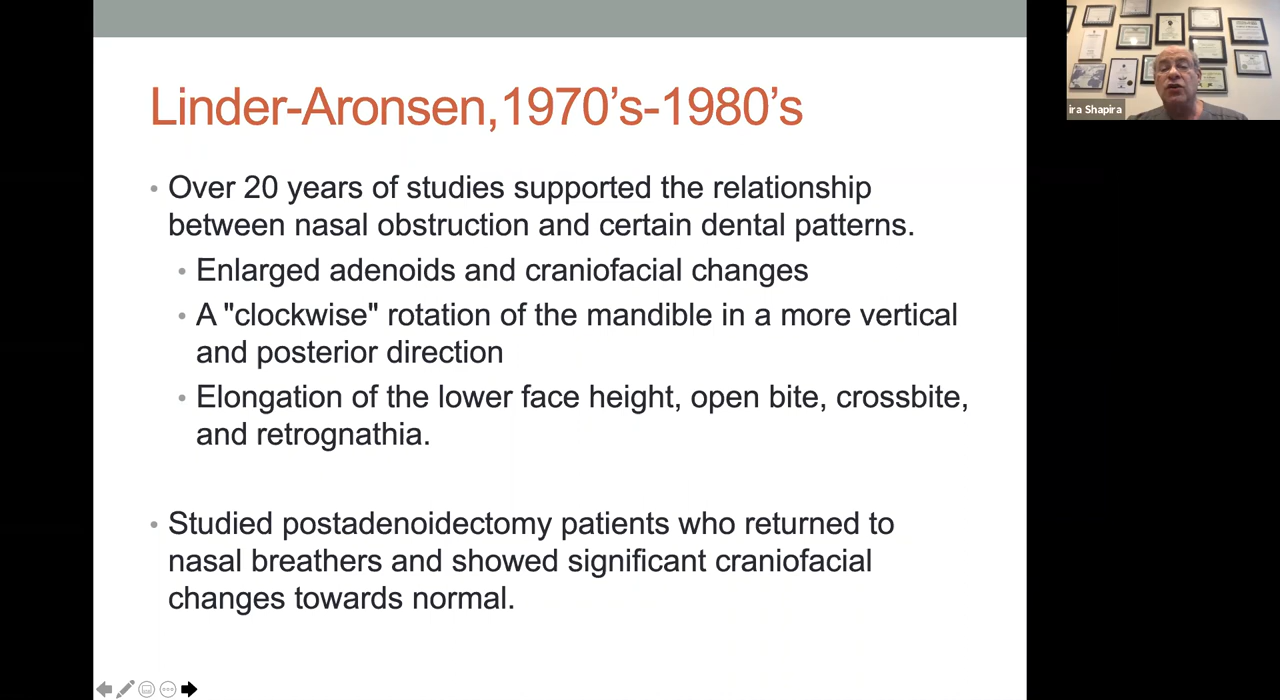 Linder-Aronsen,1970’s-1980’s
• Over 20 years of studies supported the relationship
between nasal obstruction and certain dental patterns.
• Enlarged adenoids and craniofacial changes
• A "clockwise" rotation of the mandible in a more vertical
and posterior direction
• Elongation of the lower face height, open bite, crossbite,
and retrognathia.
• Studied postadenoidectomy patients who returned to
nasal breathers and showed significant craniofacial
changes towards normal.
ira Shapira